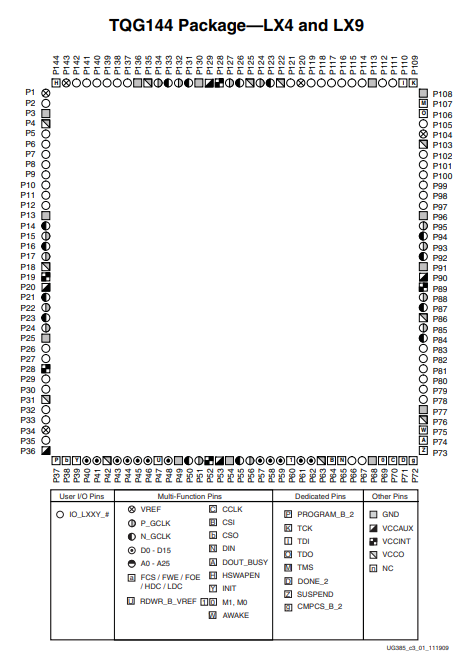 TQG144 Package—LX4 and LX9
P144 P143 P142 P141 P140 P139 P138 P137 P136 P135 P134 P133 P132 P131 P130 P129 P128 P127 P126 P125 P124 P123 P122 P121 P120 P119 P118 P117 P116 P115 P114 P113 P112 P111 P110 P109
H I K
P1 P108
P2 M P107
P3 O P106
P4 P105
P5 P104
P6 P103
P7 P102
P8 P101
P9 P100
P10 P99
P11 P98
P12 P97
P13 P96
P14 P95
P15 P94
P16 P93
P17 P92
P18 P91
P19 P90
P20 P89
P21 P88
P22 P87
P23 P86
P24 P85
P25 P84
P26 P83
P27 P82
P28 P81
P29 P80
P30 P79
P31 P78
P32 P77
P33 P76
P34 W P75
P35 A P74
P36 Z P73
P b Y U 1 0 B N B C D g
P37 P38 P39 P40 P41 P42 P43 P44 P45 P46 P47 P48 P49 P50 P51 P52 P53 P54 P55 P56 P57 P58 P59 P60 P61 P62 P63 P64 P65 P66 P67 P68 P69 P70 P71 P72
User I/O Pins Multi-Function Pins Dedicated Pins Other Pins
IO_LXXY_#
VREF
P_GCLK
N_GCLK
D0 - D15
A0 - A25
a FCS / FWE / FOE
/ HDC / LDC
U RDWR_B_VREF
C CCLK
B CSI
b CSO
N DIN
A DOUT_BUSY
H HSWAPEN
Y INIT
1 0 M1, M0
W AWAKE
P PROGRAM_B_2
K TCK
I TDI
O TDO
M TMS
D DONE_2
Z SUSPEND
g CMPCS_B_2
GND
VCCAUX
VCCINT
VCCO
n NC
UG385_c3_01_111909